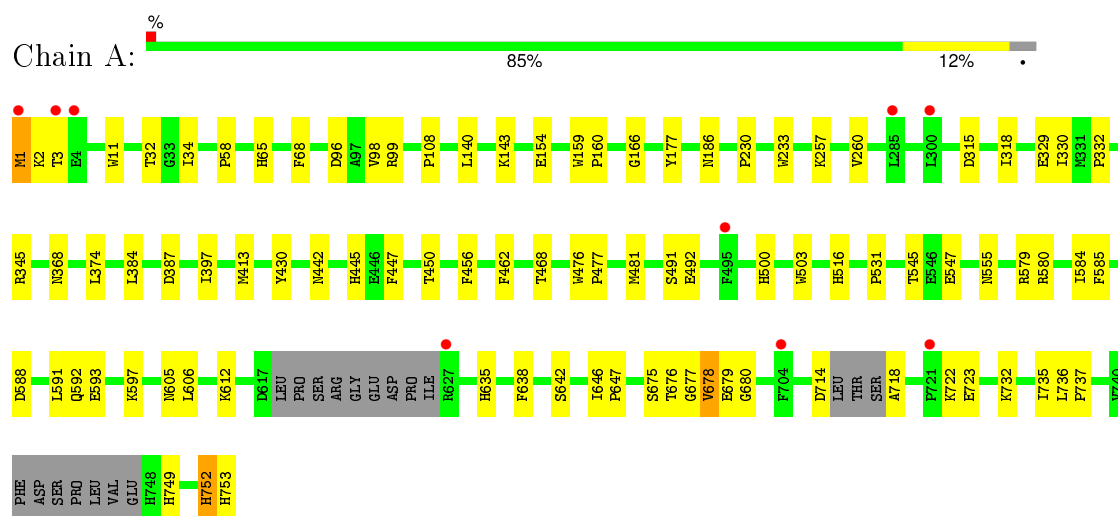 %
Chain A:
85% 12% •
M1 K2 T3 E4 W11 T32 G33 I34 P58 H65 F68 D96 A97 V98 R99 P108 L140 K143 E154 W159 P160 G166 Y177 N186 P230 W233 K257 V260 L285 L300 D315 I318 E329 I330 M331 P332
R345 N368 L374 L384 D387 I397 M413 Y430 N442 H445 E446 F447 T450 F456 F462 T468 W476 P477 M481 S491 E492 F495 H500 W503 H516 P531 T545 E546 E547 N555 R579 R580 I584 F585
D588 L591 Q592 E593 K597 N605 L606 K612 D617 LEU PRO SER ARG GLY GLU ASP PRO ILE R627 H635 F638 S642 I646 P647 S675 T676 V678 E679 G680 F704 D714 LEU THR SER A718 P721 K722 E723 K732 I735 L736 P737 V740
PHE ASP SER PRO LEU VAL GLU H748 H749 H752 H753